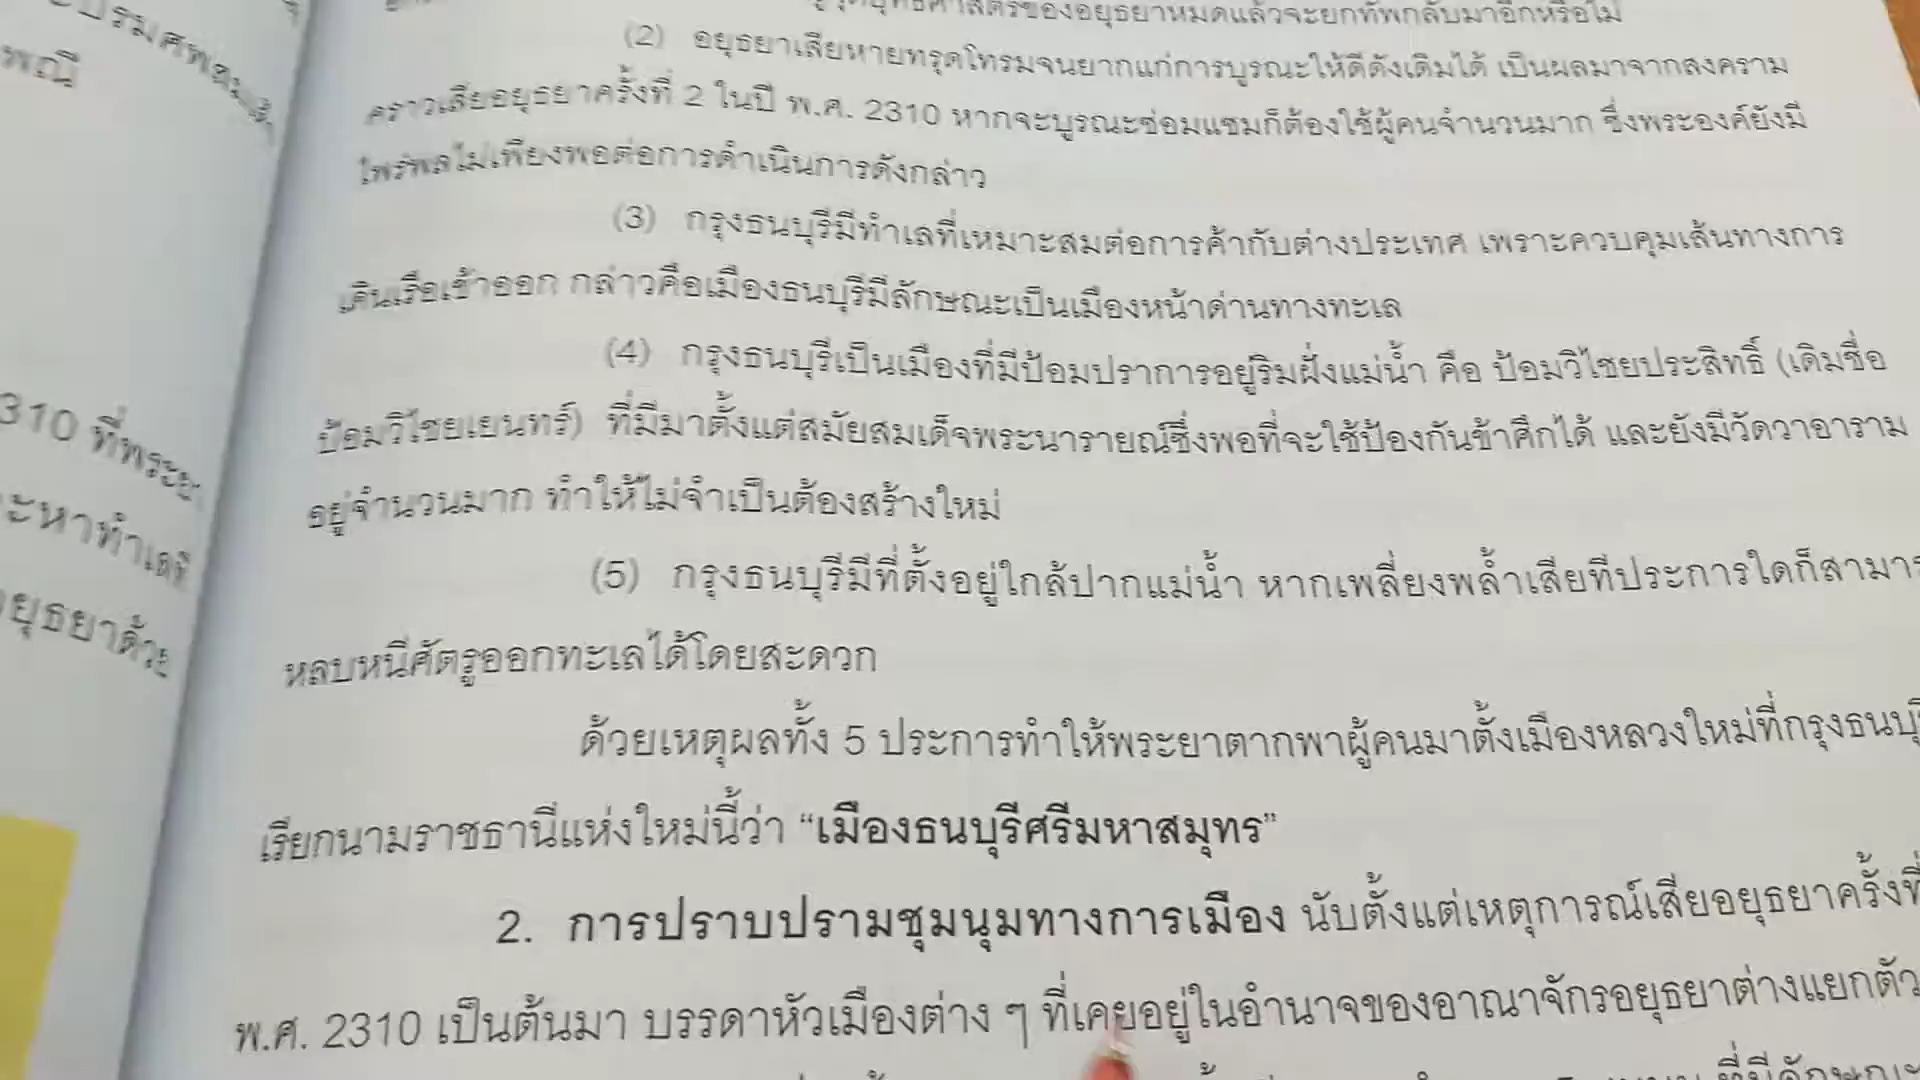 ของอยุธยาหมดแล้วจะยกทัพกลับมาอีกหรือไม่
(2) อยุธยาเสียหายทรุดโทรมจนยากแก่การบูรณะให้ดีดังเดิมได้ เป็นผลมาจากสงคราม
คราวเสียอยุธยาครั้งที่ 2 ในปี พ.ศ. 2310 หากจะบูรณะซ่อมแซมก็ต้องใช้ผู้คนจำนวนมาก ซึ่งพระองค์ยังมี
ไพร่พลไม่เพียงพอต่อการดำเนินการดังกล่าว
(3) กรุงธนบุรีมีทำเลที่เหมาะสมต่อการค้ากับต่างประเทศ เพราะควบคุมเส้นทางการ
เดินเรือเข้าออก กล่าวคือเมืองธนบุรีมีลักษณะเป็นเมืองหน้าด่านทางทะเล
(4) กรุงธนบุรีเป็นเมืองที่มีป้อมปราการอยู่ริมฝั่งแม่น้ำ คือ ป้อมวิไชยประสิทธิ์ (เดิมชื่อ
ป้อมวิไชยเยนทร์) ที่มีมาตั้งแต่สมัยสมเด็จพระนารายณ์ซึ่งพอที่จะใช้ป้องกันข้าศึกได้ และยังมีวัดวาอาราม
อยู่จำนวนมาก ทำให้ไม่จำเป็นต้องสร้างใหม่
(5) กรุงธนบุรีมีที่ตั้งอยู่ใกล้ปากแม่น้ำ หากเพลี่ยงพล้ำเสียทีประการใดก็สามาร
หลบหนีศัตรูออกทะเลได้โดยสะดวก
ด้วยเหตุผลทั้ง 5 ประการทำให้พระยาตากพาผู้คนมาตั้งเมืองหลวงใหม่ที่กรุงธนบุรี
เรียกนามราชธานีแห่งใหม่นี้ว่า “เมืองธนบุรีศรีมหาสมุทร”
2. การปราบปรามชุมนุมทางการเมือง นับตั้งแต่เหตุการณ์เสียอยุธยาครั้งที่
พ.ศ. 2310 เป็นต้นมา บรรดาหัวเมืองต่าง ๆ ที่เคยอยู่ในอำนาจของอาณาจักรอยุธยาต่างแยกตัว